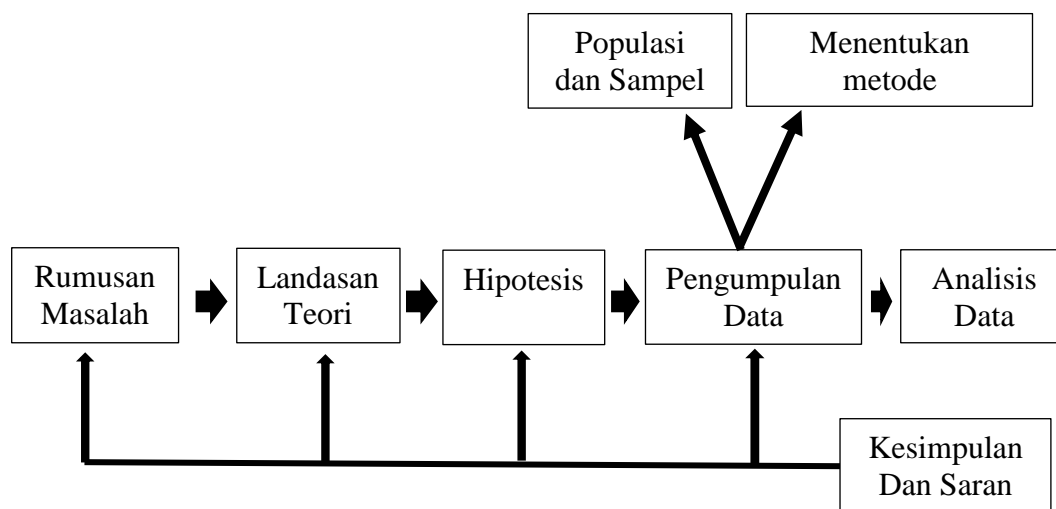 Populasi
dan Sampel
Menentukan
metode
Rumusan
Masalah
Landasan
Teori
Hipotesis
Pengumpulan
Data
Analisis
Data
Kesimpulan
Dan Saran